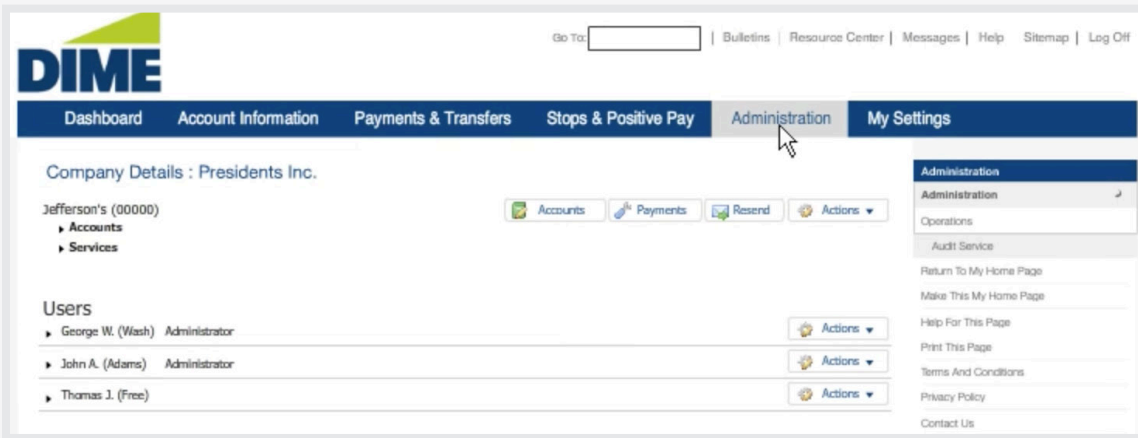 DIME
Go To: | Bulletins | Resource Center | Messages | Help Sitemap | Log Off
Dashboard Account Information Payments & Transfers Stops & Positive Pay Administration My Settings
Company Details : Presidents Inc.
Jefferson's (00000) Accounts Payments Resend Actions
Accounts
Services
Users
George W. (Wash) Administrator Actions
John A. (Adams) Administrator Actions
Thomas J. (Free) Actions
Administration
Administration
Operations
Audit Service
Return To My Home Page
Make This My Home Page
Help For This Page
Print This Page
Terms And Conditions
Privacy Policy
Contact Us